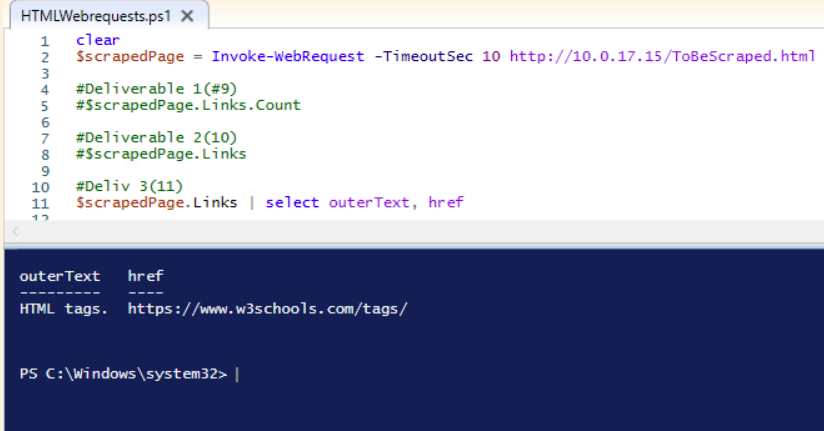 HTMLWebrequests.ps1 X
1 clear
2 $scrapedPage = Invoke-WebRequest -TimeoutSec 10 http://10.0.17.15/ToBeScraped.html
3
4 #Deliverable 1(#9)
5 #$scrapedPage.Links.Count
6
7 #Deliverable 2(10)
8 #$scrapedPage.Links
9
10 #Deliv 3(11)
11 $scrapedPage.Links | select outerText, href
12
outerText href
--------- ----
HTML tags. https://www.w3schools.com/tags/
PS C:\Windows\system32> |